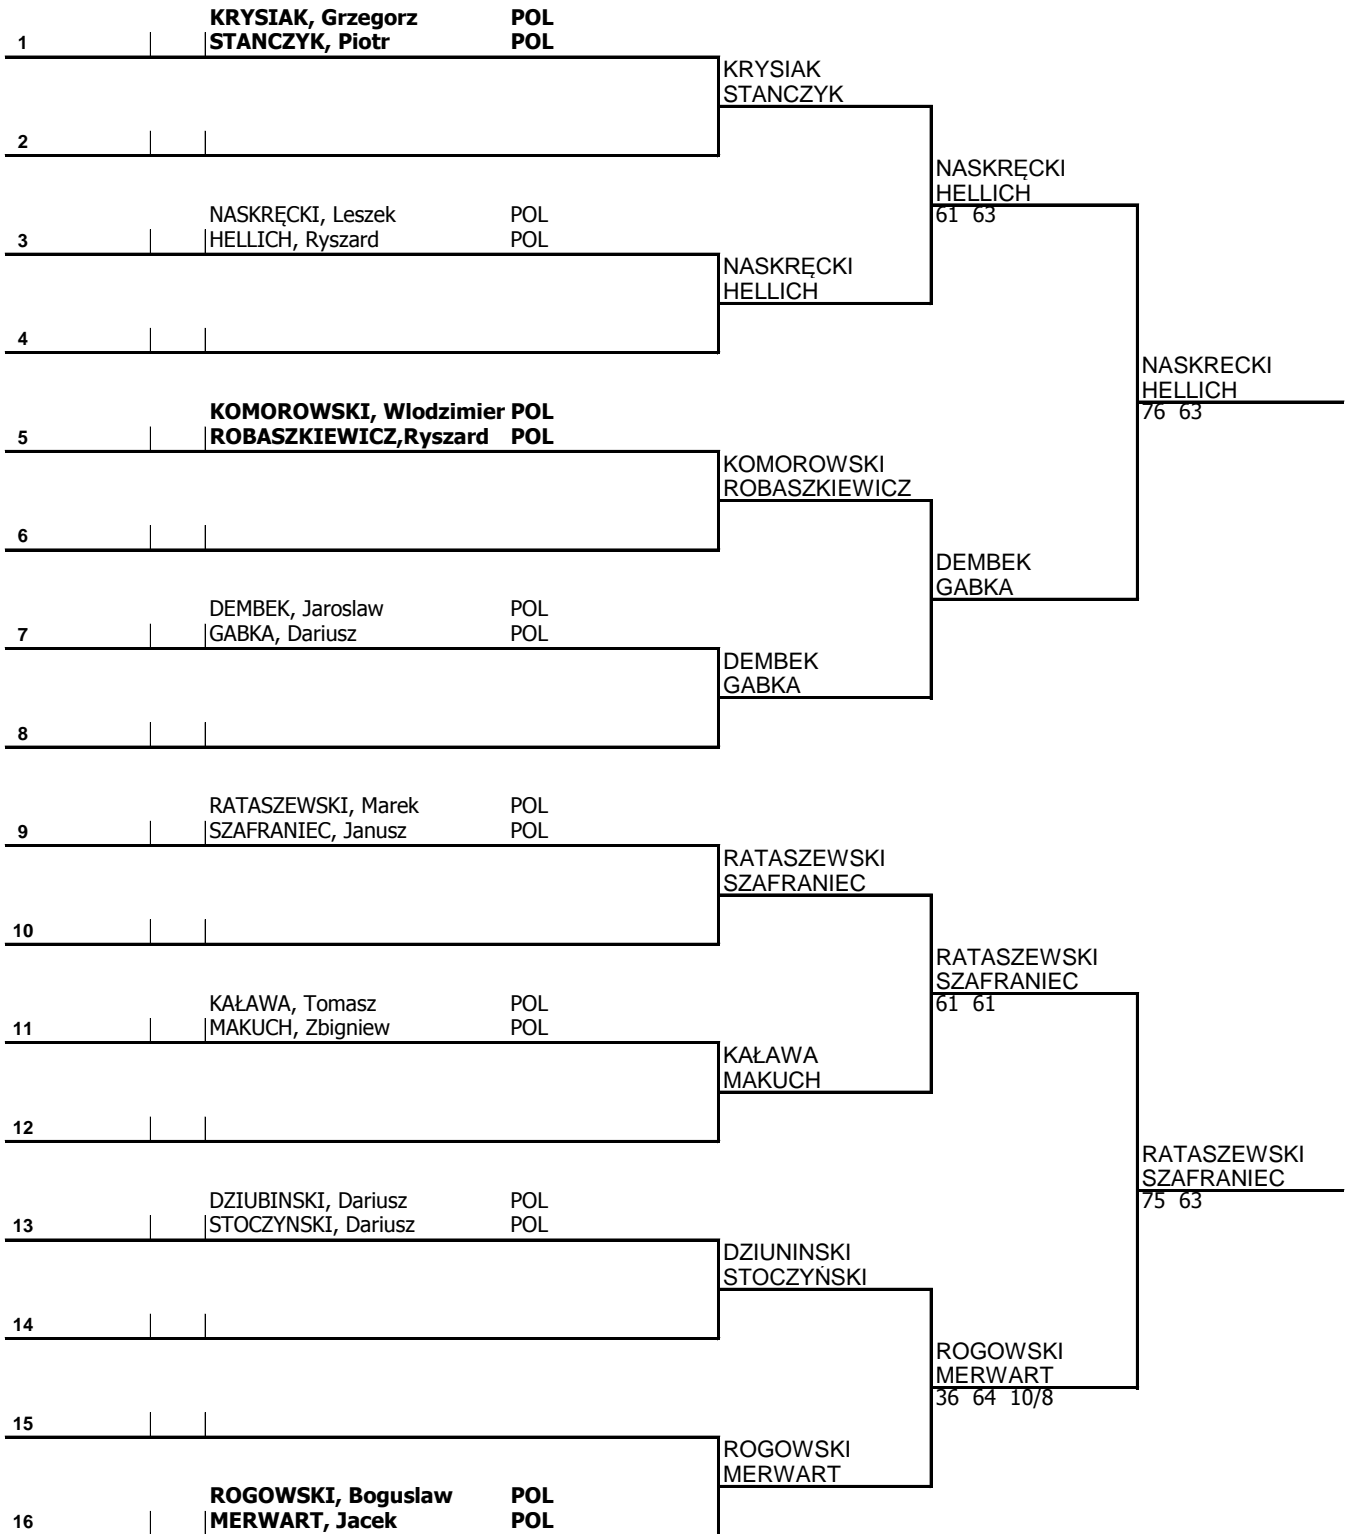 KRYSIAK, Grzegorz POL
1 STANCZYK, Piotr POL
KRYSIAK
STANCZYK
2
NASKRĘCKI
HELLICH
61 63
NASKRĘCKI, Leszek POL
3 HELLICH, Ryszard POL
NASKRĘCKI
HELLICH
4
NASKRECKI
HELLICH
76 63
KOMOROWSKI, Wlodzimier POL
5 ROBASZKIEWICZ,Ryszard POL
KOMOROWSKI
ROBASZKIEWICZ
6
DEMBEK
GABKA
DEMBEK, Jaroslaw POL
7 GABKA, Dariusz POL
DEMBEK
GABKA
8
RATASZEWSKI, Marek POL
9 SZAFRANIEC, Janusz POL
RATASZEWSKI
SZAFRANIEC
10
RATASZEWSKI
SZAFRANIEC
61 61
KAŁAWA, Tomasz POL
11 MAKUCH, Zbigniew POL
KAŁAWA
MAKUCH
12
RATASZEWSKI
SZAFRANIEC
75 63
DZIUBINSKI, Dariusz POL
13 STOCZYNSKI, Dariusz POL
DZIUNINSKI
STOCZYŃSKI
14
ROGOWSKI
MERWART
36 64 10/8
15
ROGOWSKI
MERWART
ROGOWSKI, Boguslaw POL
16 MERWART, Jacek POL